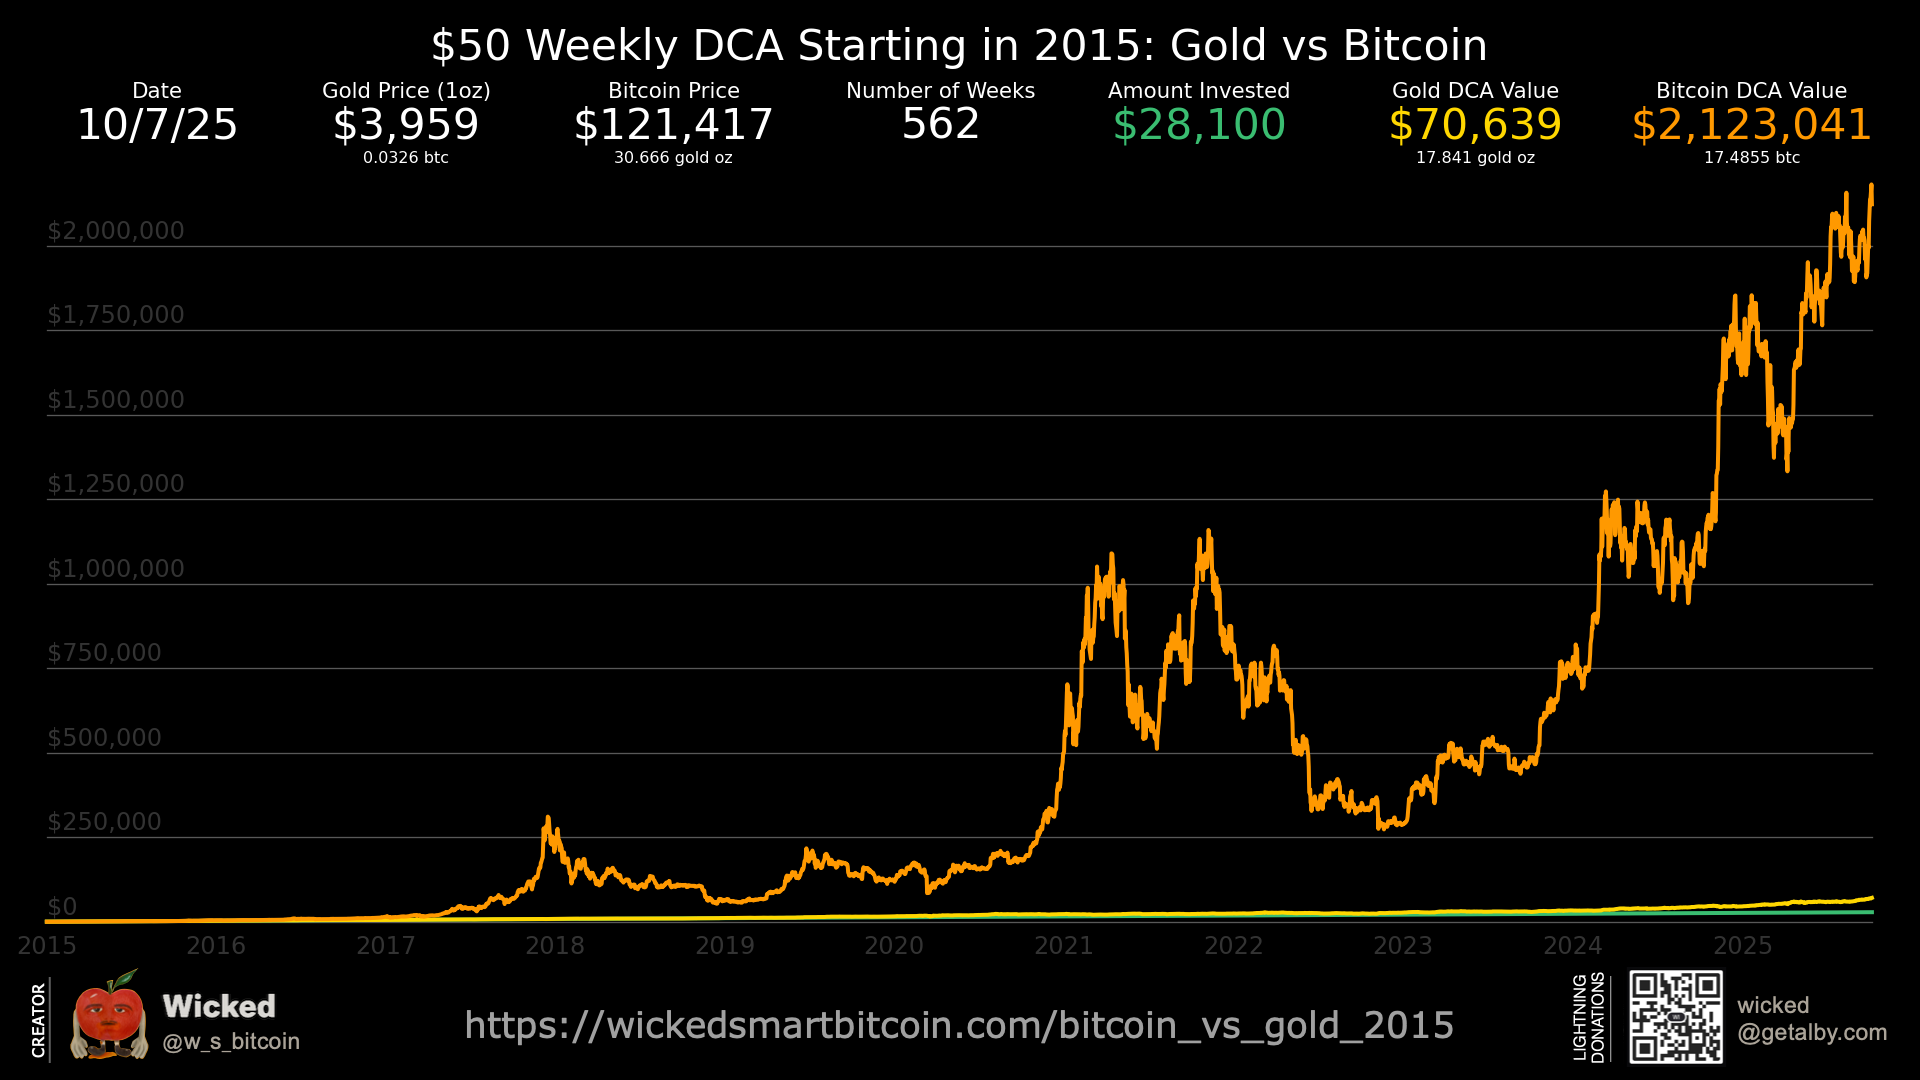 $50 Weekly DCA Starting in 2015: Gold vs Bitcoin
Date
10/7/25
Gold Price (1oz)
$3,959
0.0326 btc
Bitcoin Price
$121,417
30.666 gold oz
Number of Weeks
562
Amount Invested
$28,100
Gold DCA Value
$70,639
17.841 gold oz
Bitcoin DCA Value
$2,123,041
17.4855 btc
$2,000,000
$1,750,000
$1,500,000
$1,250,000
$1,000,000
$750,000
$500,000
$250,000
$0
2015 2016 2017 2018 2019 2020 2021 2022 2023 2024 2025
CREATOR
Wicked
@w_s_bitcoin
https://wickedsmartbitcoin.com/bitcoin_vs_gold_2015
LIGHTNING
DONATIONS
wicked
@getalby.com